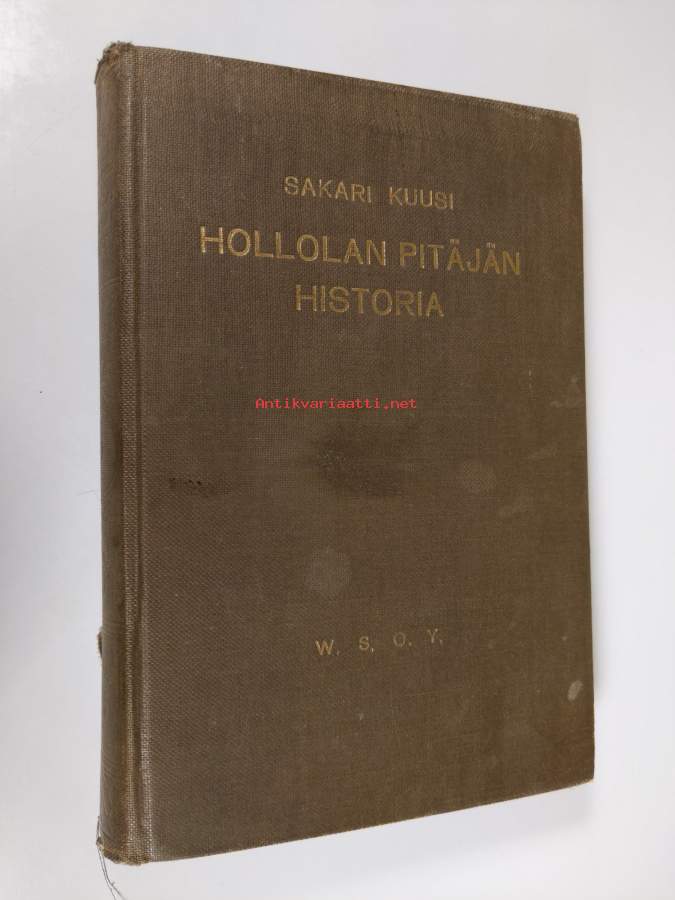 SAKARI KUUSI
HOLLOLAN PITÄJÄN
HISTORIA
Antikvariaatti.net
W. S. O. Y.